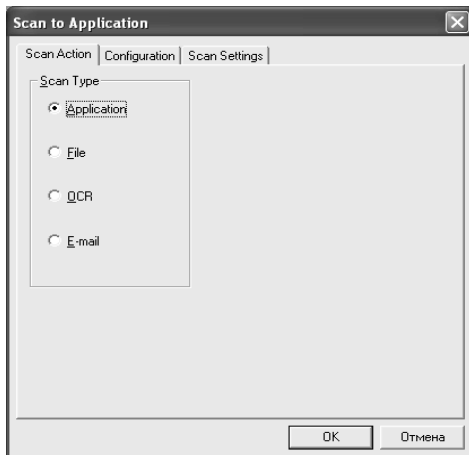 Scan to Application
Scan Action Configuration Scan Settings
Scan Type
Application
File
OCR
E-mail
OK Отмена